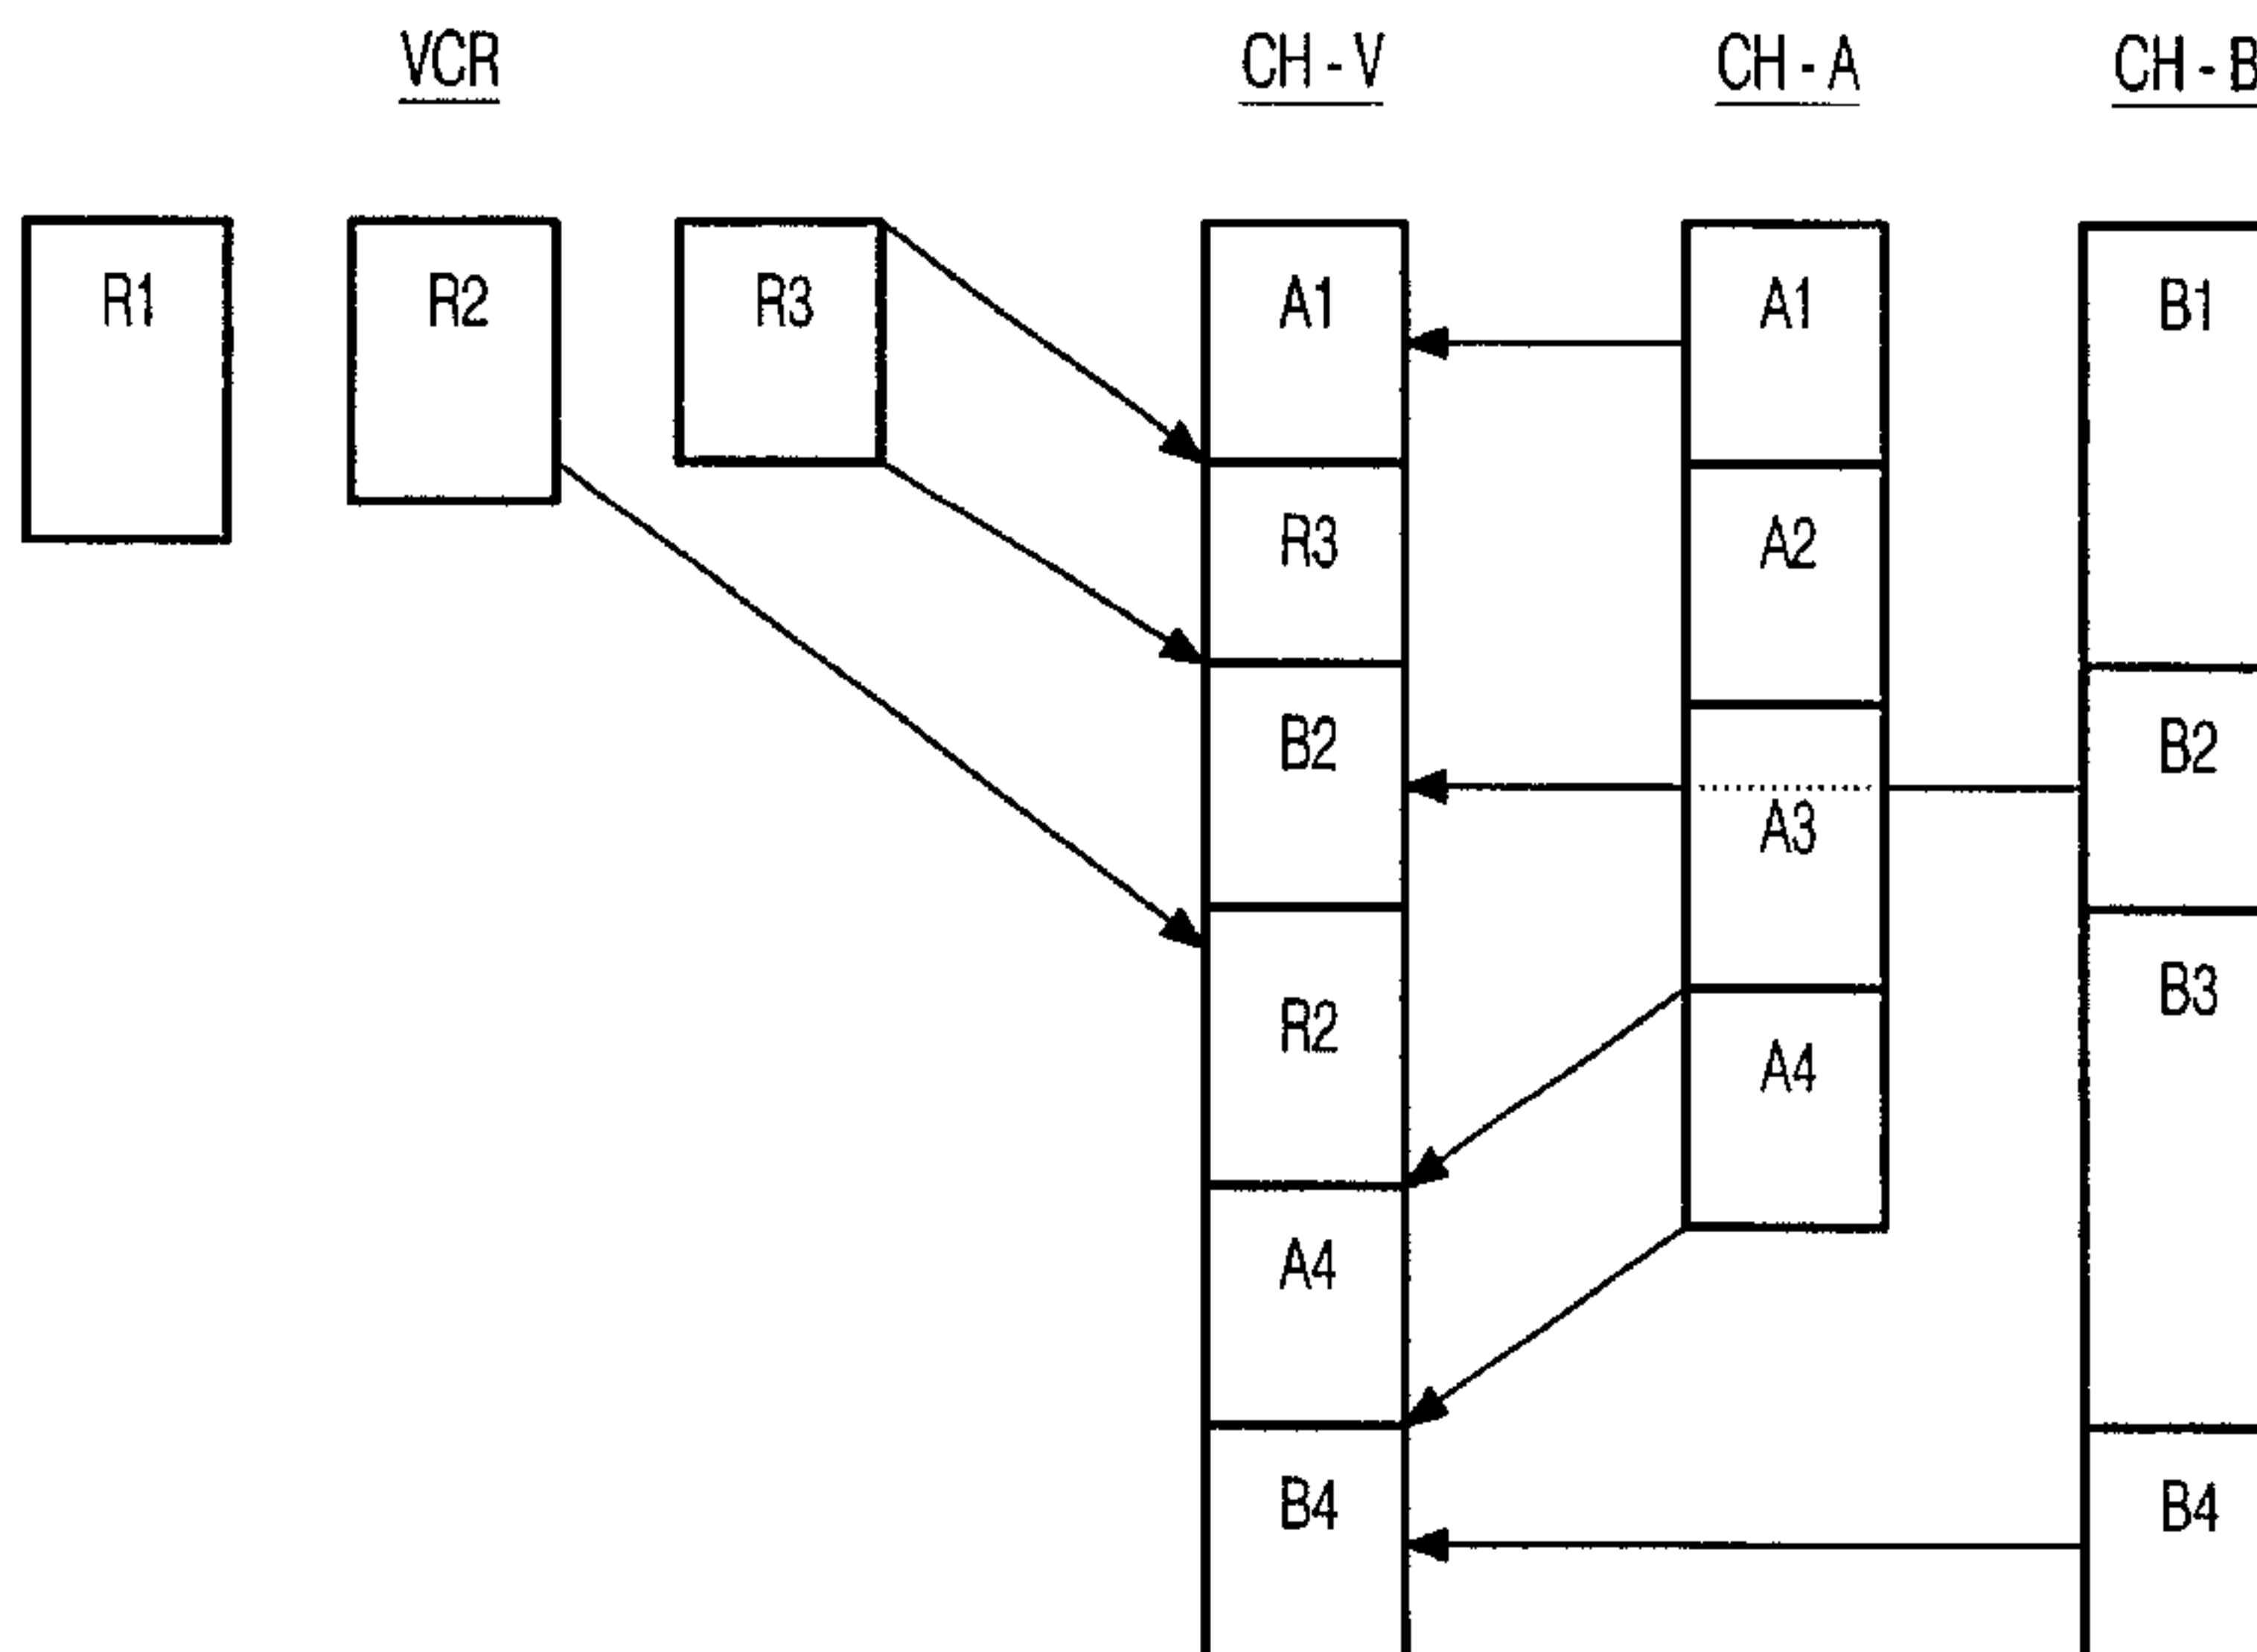 VCR CH - V CH - A CH - B
R1 R2 R3 A1 A1 B1
R3 A2
B2 A3 B2
R2 A4 B3
A4
B4 B4